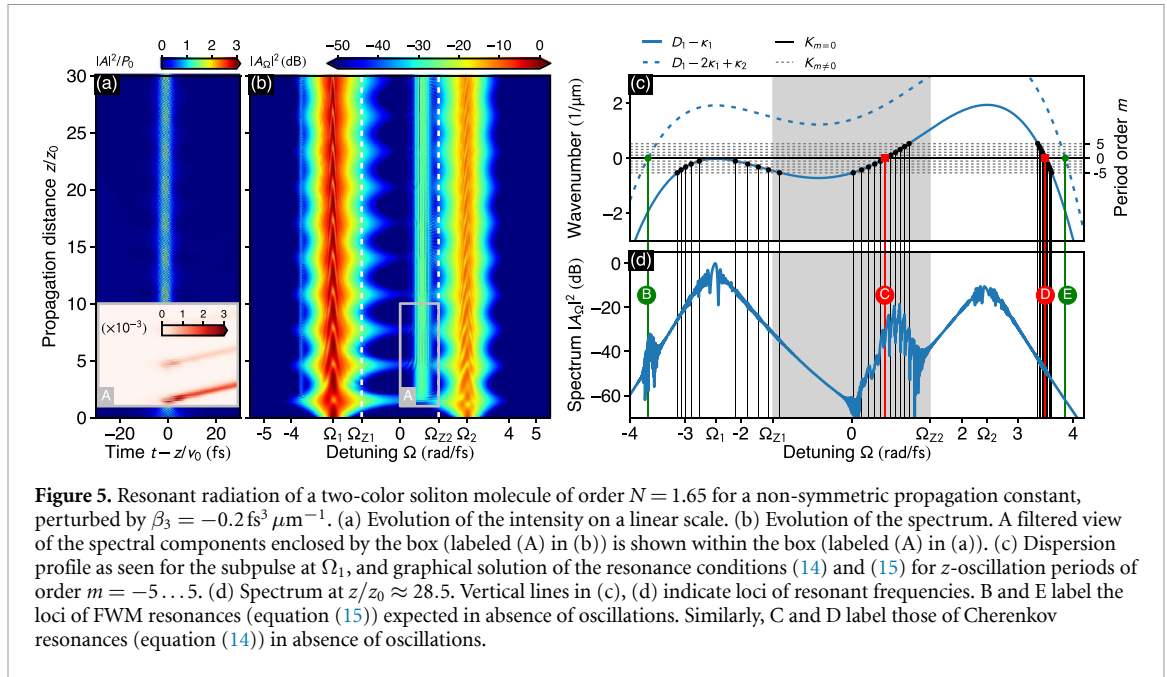 |A|²/P₀ 0 1 2 3
|A_Ω|² (dB) −50 −40 −30 −20 −10 0
D₁−κ₁ K_{m=0}
D₁−2κ₁+κ₂ K_{m≠0}
(a)
(b)
(c)
(d)
Propagation distance z/z₀
30
25
20
15
10
5
0
(×10⁻³) 0 1 2 3
A
A
−20 0 20
Time t−z/v₀ (fs)
-5 -4 Ω₁ Ω_{Z1} 0 Ω_{Z2} Ω₂ 4 5
Detuning Ω (rad/fs)
Wavenumber (1/μm)
2
0
−2
5
0
-5
Period order m
Spectrum |A_Ω|² (dB)
0
−20
−40
−60
B C D E
-4 -3 Ω₁ -2 Ω_{Z1} 0 Ω_{Z2} 2 Ω₂ 3 4
Detuning Ω (rad/fs)
Figure 5. Resonant radiation of a two-color soliton molecule of order N = 1.65 for a non-symmetric propagation constant,
perturbed by β₃ = −0.2 fs³ μm⁻¹. (a) Evolution of the intensity on a linear scale. (b) Evolution of the spectrum. A filtered view
of the spectral components enclosed by the box (labeled (A) in (b)) is shown within the box (labeled (A) in (a)). (c) Dispersion
profile as seen for the subpulse at Ω₁, and graphical solution of the resonance conditions (14) and (15) for z-oscillation periods of
order m = −5 . . . 5. (d) Spectrum at z/z₀ ≈ 28.5. Vertical lines in (c), (d) indicate loci of resonant frequencies. B and E label the
loci of FWM resonances (equation (15)) expected in absence of oscillations. Similarly, C and D label those of Cherenkov
resonances (equation (14)) in absence of oscillations.